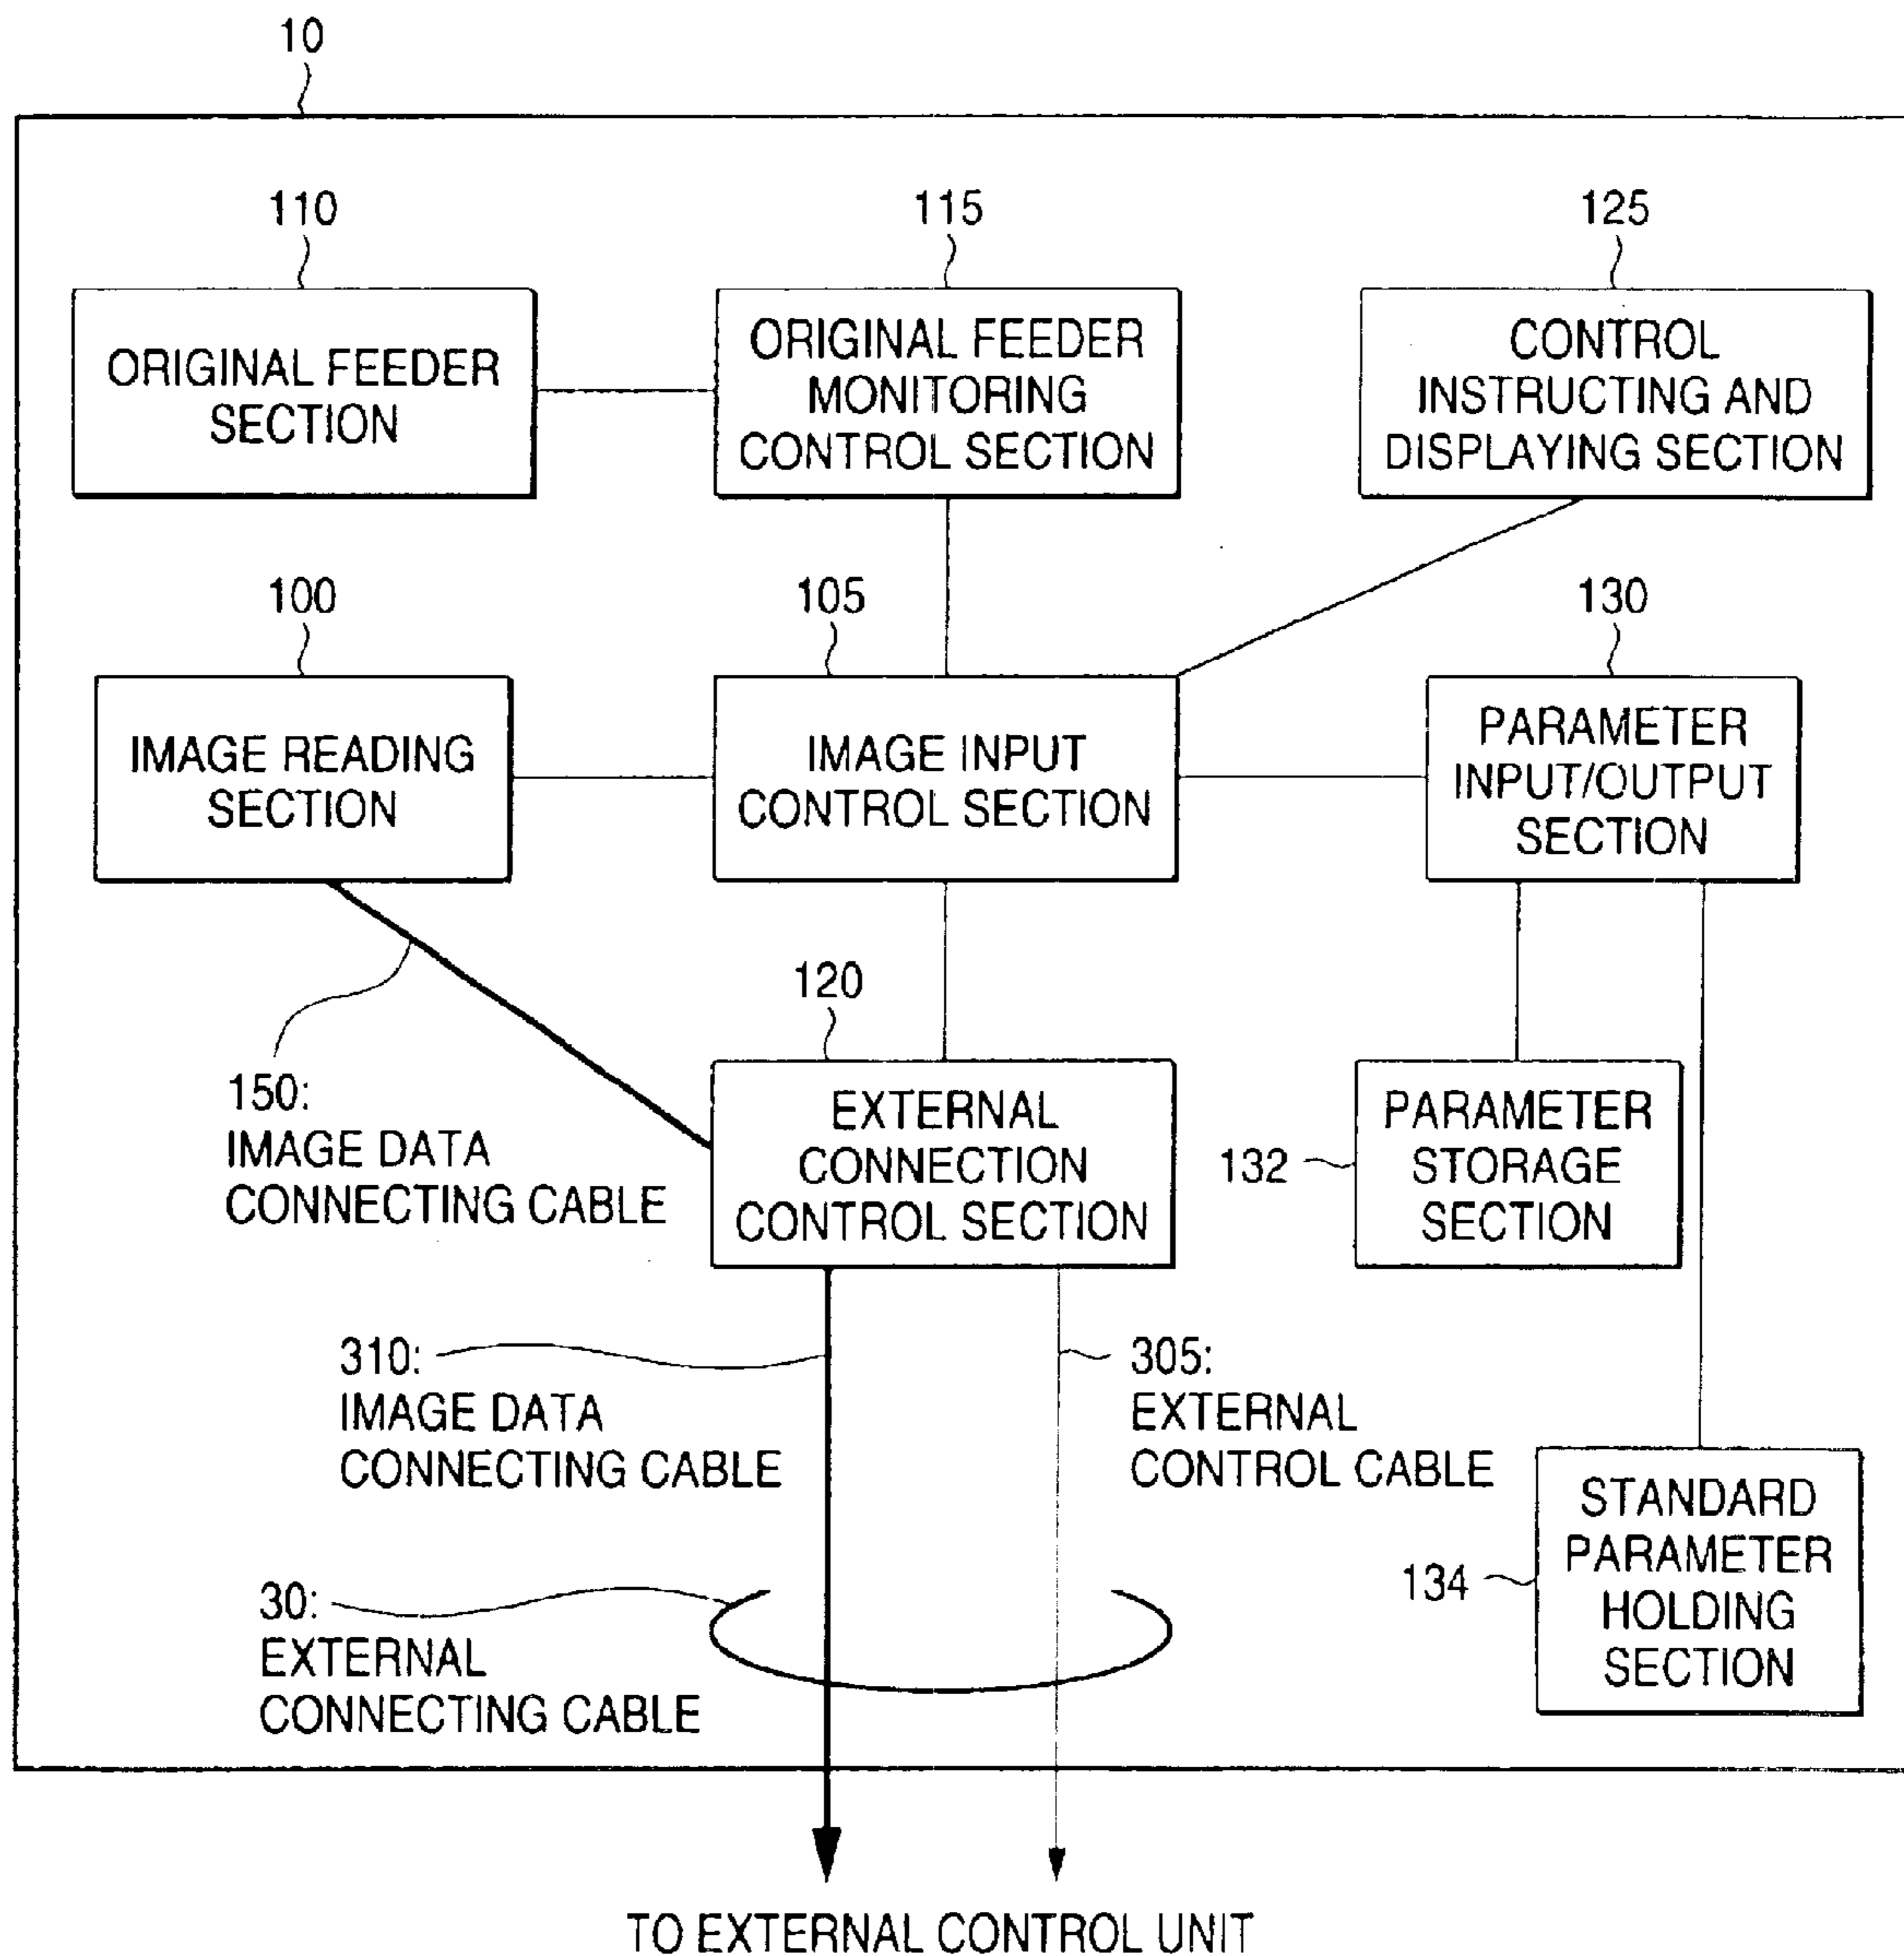 10
110
115
125
ORIGINAL FEEDER
SECTION
ORIGINAL FEEDER
MONITORING
CONTROL SECTION
CONTROL
INSTRUCTING AND
DISPLAYING SECTION
100
105
130
IMAGE READING
SECTION
IMAGE INPUT
CONTROL SECTION
PARAMETER
INPUT/OUTPUT
SECTION
120
150:
IMAGE DATA
CONNECTING CABLE
EXTERNAL
CONNECTION
CONTROL SECTION
132
PARAMETER
STORAGE
SECTION
310:
IMAGE DATA
CONNECTING CABLE
305:
EXTERNAL
CONTROL CABLE
30:
EXTERNAL
CONNECTING CABLE
134
STANDARD
PARAMETER
HOLDING
SECTION
TO EXTERNAL CONTROL UNIT